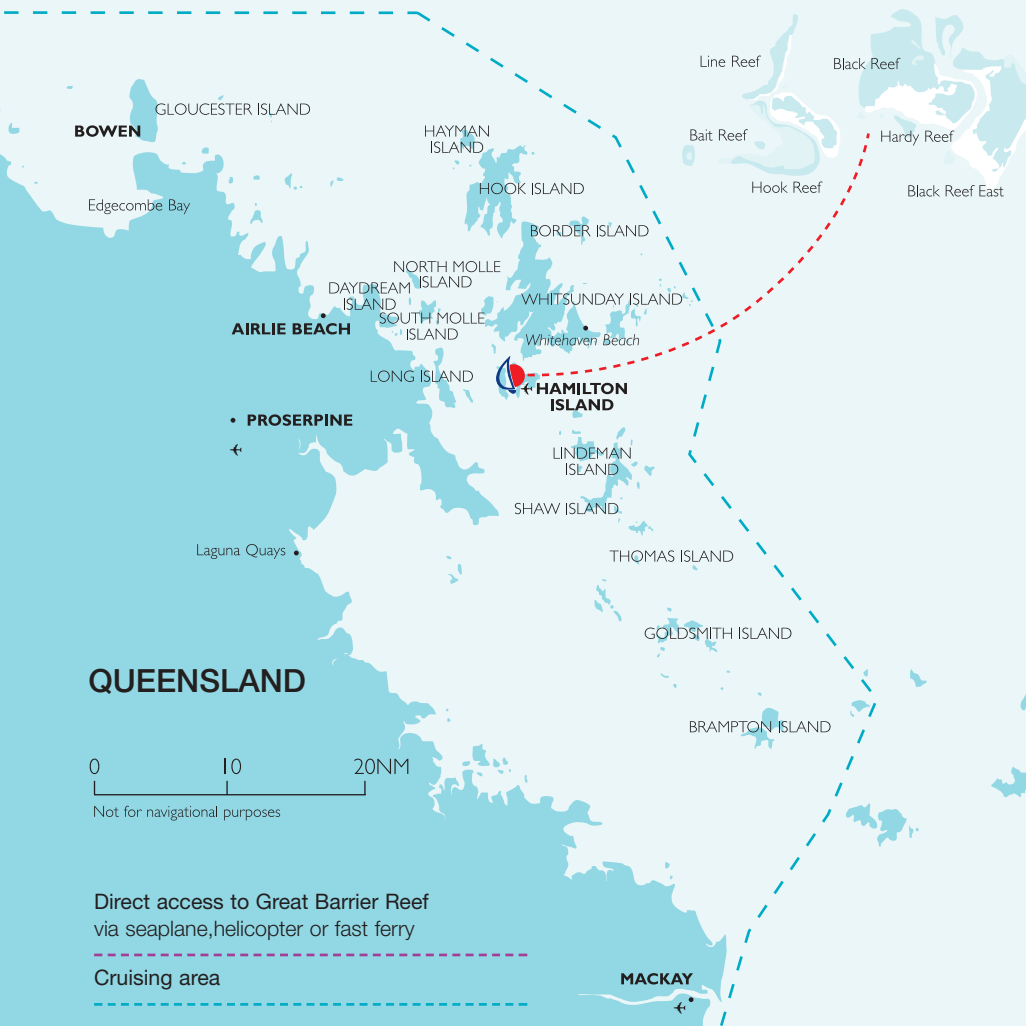 Line Reef
Black Reef
GLOUCESTER ISLAND
BOWEN
HAYMAN
ISLAND
Bait Reef
Hardy Reef
HOOK ISLAND
Hook Reef
Black Reef East
Edgecombe Bay
BORDER ISLAND
NORTH MOLLE
ISLAND
DAYDREAM
ISLAND
WHITSUNDAY ISLAND
SOUTH MOLLE
ISLAND
AIRLIE BEACH
Whitehaven Beach
LONG ISLAND
HAMILTON
ISLAND
PROSERPINE
LINDEMAN
ISLAND
SHAW ISLAND
Laguna Quays
THOMAS ISLAND
GOLDSMITH ISLAND
QUEENSLAND
BRAMPTON ISLAND
0 10 20NM
Not for navigational purposes
Direct access to Great Barrier Reef
via seaplane,helicopter or fast ferry
Cruising area
MACKAY